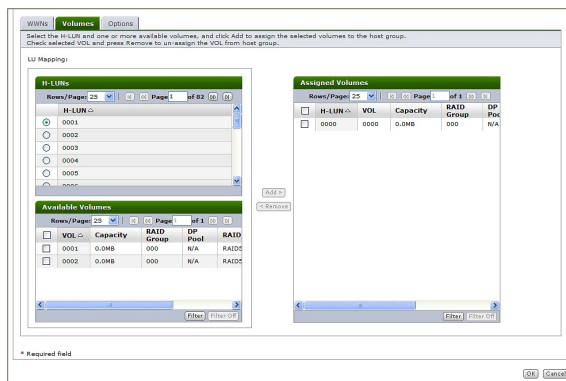 WWNs Volumes Options
Select the H-LUN and one or more available volumes, and click Add to assign the selected volumes to the host group.
Check selected VOL and press Remove to un-assign the VOL from host group.
LU Mapping:
H-LUNs
Rows/Page: 25 Page 1 of 82
H-LUN
0001
0002
0003
0004
0005
Available Volumes
Rows/Page: 25 Page 1 of 1
VOL Capacity RAID Group DP Pool RAID
0001 0.0MB 000 N/A RAID5
0002 0.0MB 000 N/A RAID5
Filter Filter Off
Add >
< Remove
Assigned Volumes
Rows/Page: 25 Page 1 of 1
H-LUN VOL Capacity RAID Group DP Poo
0000 0000 0.0MB 000 N/A
Filter Filter Off
* Required field
OK Cancel